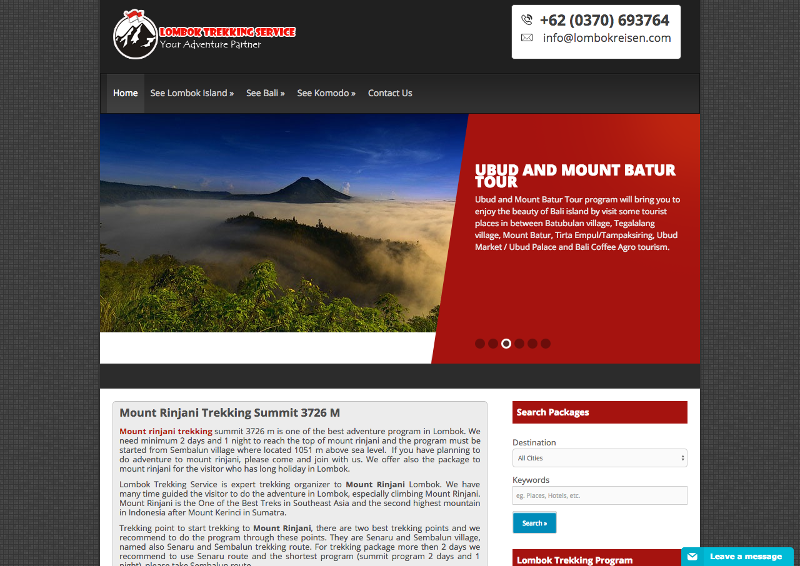 LOMBOK TREKKING SERVICE
Your Adventure Partner
+62 (0370) 693764
info@lombokreisen.com
Home
See Lombok Island »
See Bali »
See Komodo »
Contact Us
UBUD AND MOUNT BATUR
TOUR
Ubud and Mount Batur Tour program will bring you to
enjoy the beauty of Bali island by visit some tourist
places in between Batubulan village, Tegalalang
village, Mount Batur, Tirta Empul/Tampaksiring, Ubud
Market / Ubud Palace and Bali Coffee Agro tourism.
Mount Rinjani Trekking Summit 3726 M
Mount rinjani trekking summit 3726 m is one of the best adventure program in Lombok. We
need minimum 2 days and 1 night to reach the top of mount rinjani and the program must be
started from Sembalun village where located 1051 m above sea level. If you have planning to
do adventure to mount rinjani, please come and join with us. We offer also the package to
mount rinjani for the visitor who has long holiday in Lombok.
Lombok Trekking Service is expert trekking organizer to Mount Rinjani Lombok. We
have many time guided the visitor to do the adventure in Lombok, especially climbing Mount Rinjani.
Mount Rinjani is the One of the Best Treks in Southeast Asia and the second highest mountain
in Indonesia after Mount Kerinci in Sumatra.
Trekking point to start trekking to Mount Rinjani, there are two best trekking points and we
recommend to do the program through these points. They are Senaru and Sembalun village,
named also Senaru and Sembalun trekking route. For trekking package more then 2 days we
recommend to use Senaru route and the shortest program (summit program 2 days and 1
night), please take Sembalun route.
Search Packages
Destination
All Cities
Keywords
eg. Places, Hotels, etc.
Search »
Lombok Trekking Program
Leave a message